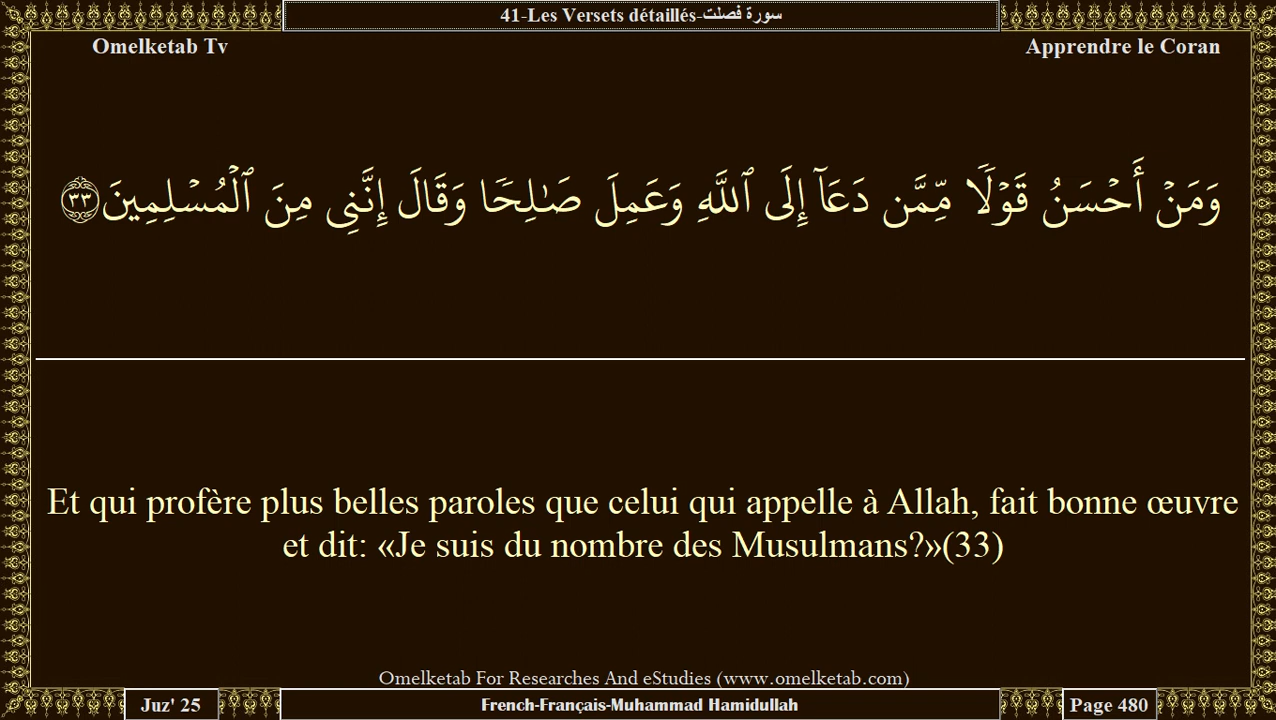 41-Les Versets détaillés-سورة فصلت
Omelketab Tv
Apprendre le Coran
وَمَنْ أَحْسَنُ قَوْلًا مِّمَّن دَعَآ إِلَى ٱللَّهِ وَعَمِلَ صَٰلِحًا وَقَالَ إِنَّنِى مِنَ ٱلْمُسْلِمِينَ ٣٣
Et qui profère plus belles paroles que celui qui appelle à Allah, fait bonne œuvre
et dit: «Je suis du nombre des Musulmans?»(33)
Omelketab For Researches And eStudies (www.omelketab.com)
Juz' 25
French-Français-Muhammad Hamidullah
Page 480